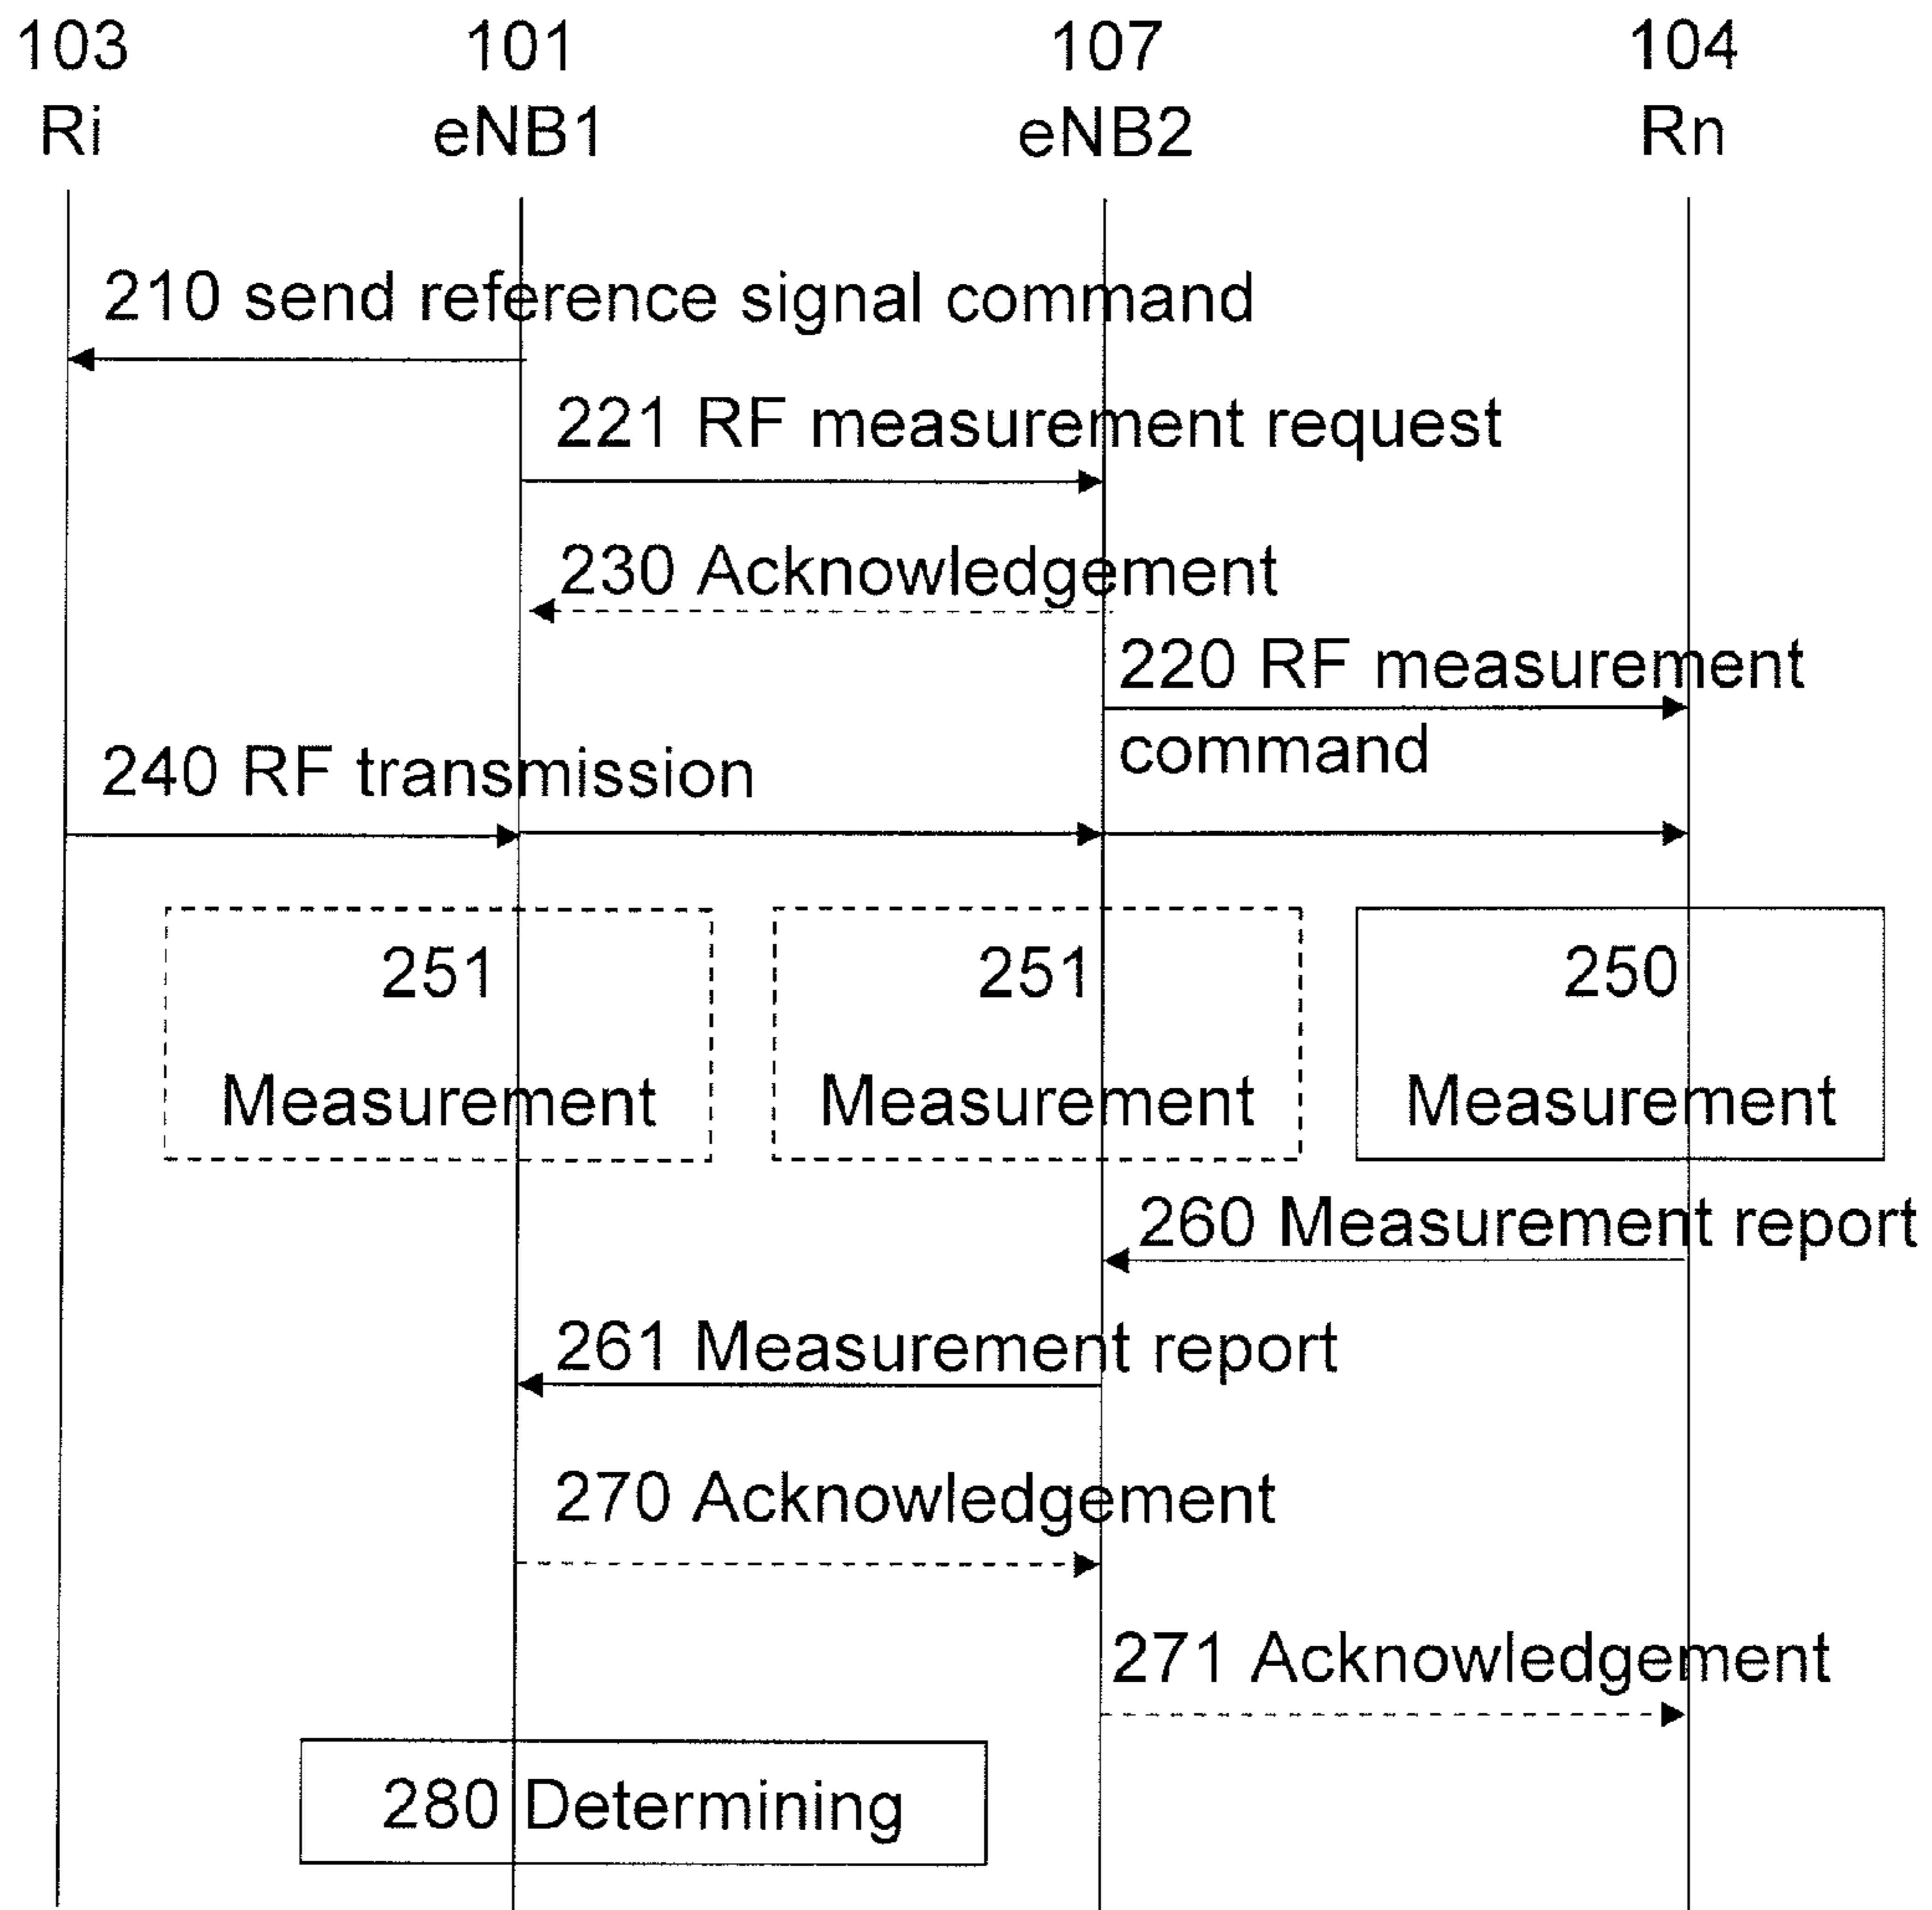 103 101 107 104
Ri eNB1 eNB2 Rn
210 send reference signal command
221 RF measurement request
230 Acknowledgement
220 RF measurement
command
240 RF transmission
251 251 250
Measurement Measurement Measurement
260 Measurement report
261 Measurement report
270 Acknowledgement
271 Acknowledgement
280 Determining